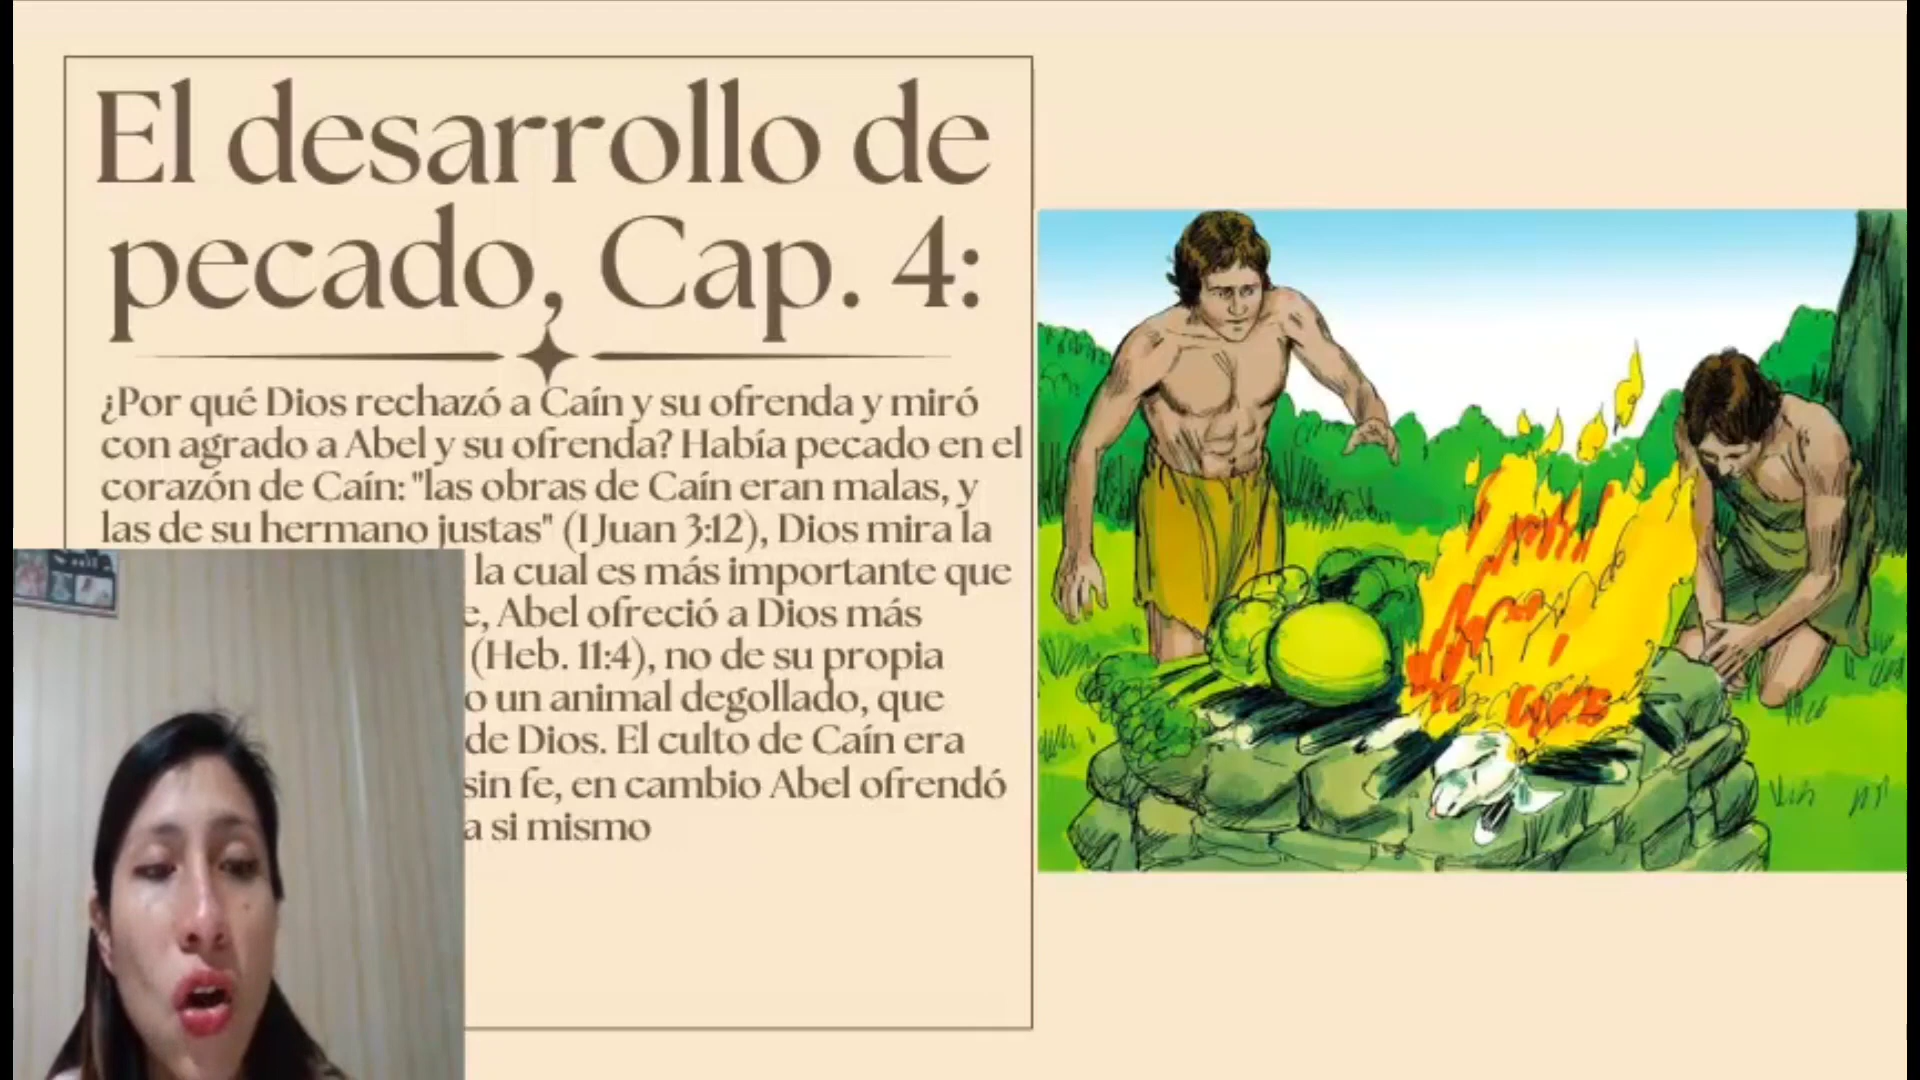 El desarrollo de
pecado, Cap. 4:
¿Por qué Dios rechazó a Caín y su ofrenda y miró
con agrado a Abel y su ofrenda? Había pecado en el
corazón de Caín: "las obras de Caín eran malas, y
las de su hermano justas" (I Juan 3:12), Dios mira la
la cual es más importante que
e, Abel ofreció a Dios más
(Heb. 11:4), no de su propia
o un animal degollado, que
de Dios. El culto de Caín era
sin fe, en cambio Abel ofrendó
a si mismo